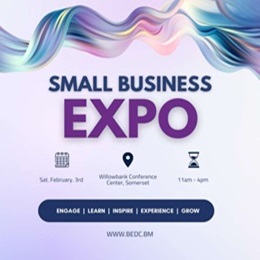 SMALL BUSINESS
EXPO
Sat. February. 3rd
Willowbank Conference
Center, Somerset
11am - 4pm
ENGAGE | LEARN | INSPIRE | EXPERIENCE | GROW
WWW.BEDC.BM